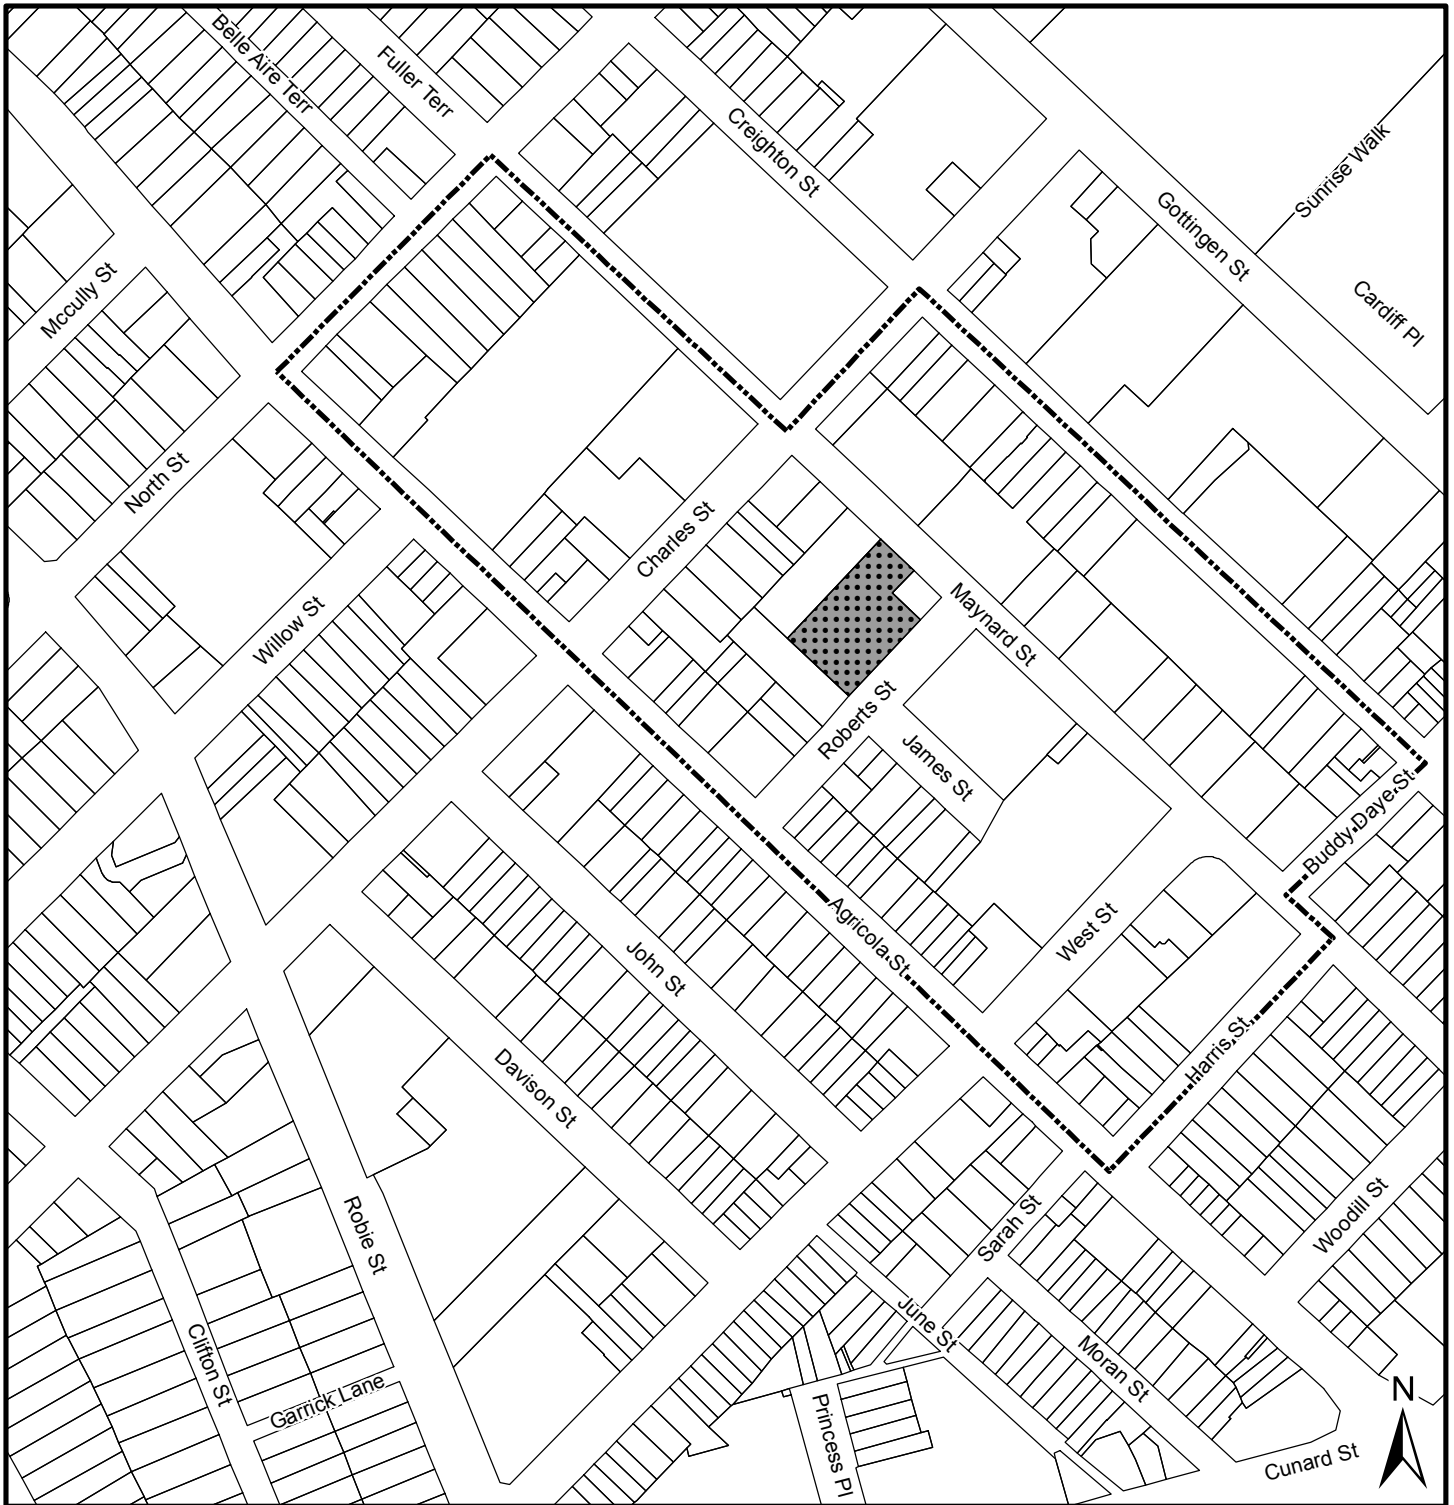 Belle Aire Terr
Fuller Terr
Creighton St
Sunrise Walk
Gottingen St
Mccully St
Cardiff Pl
North St
Charles St
Willow St
Maynard St
Roberts St
James St
Buddy Daye St
Agricola St
West St
John St
Harris St
Davison St
Robie St
Sarah St
Woodill St
June St
Moran St
Clifton St
Garrick Lane
Princess Pl
N
Cunard St